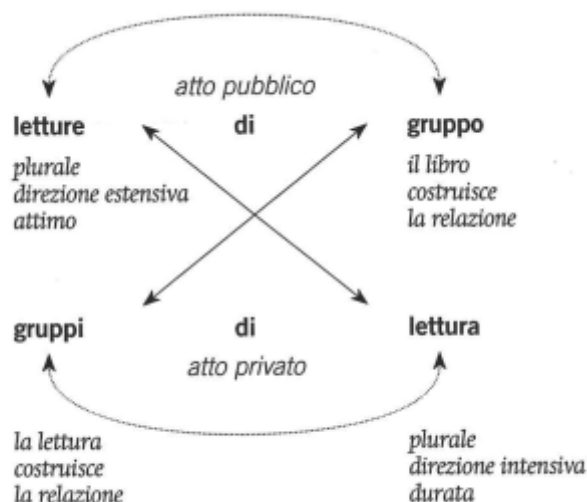 atto pubblico
letture di gruppo
plurale
direzione estensiva
attimo
il libro
costruisce
la relazione
gruppi di lettura
atto privato
la lettura
costruisce
la relazione
plurale
direzione intensiva
durata